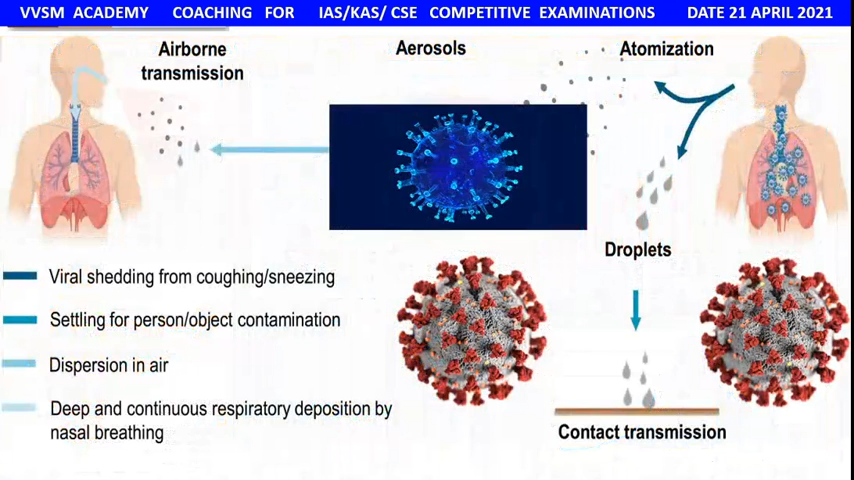 VVSM ACADEMY COACHING FOR IAS/KAS/ CSE COMPETITIVE EXAMINATIONS DATE 21 APRIL 2021
Airborne
transmission
Aerosols
Atomization
Droplets
Viral shedding from coughing/sneezing
Settling for person/object contamination
Dispersion in air
Deep and continuous respiratory deposition by
nasal breathing
Contact transmission